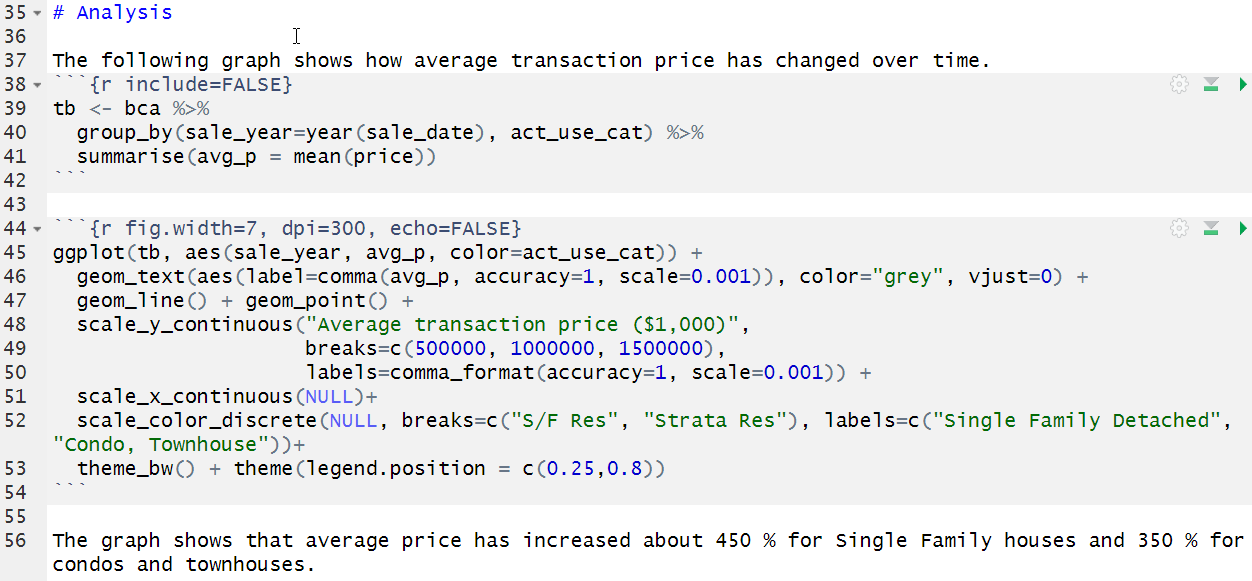 35 # Analysis
36
37 The following graph shows how average transaction price has changed over time.
38 ```{r include=FALSE}
39 tb <- bca %>%
40   group_by(sale_year=year(sale_date), act_use_cat) %>%
41   summarise(avg_p = mean(price))
42 ```
43
44 ```{r fig.width=7, dpi=300, echo=FALSE}
45 ggplot(tb, aes(sale_year, avg_p, color=act_use_cat)) +
46   geom_text(aes(label=comma(avg_p, accuracy=1, scale=0.001)), color="grey", vjust=0) +
47   geom_line() + geom_point() +
48   scale_y_continuous("Average transaction price ($1,000)",
49                      breaks=c(500000, 1000000, 1500000),
50                      labels=comma_format(accuracy=1, scale=0.001)) +
51   scale_x_continuous(NULL)+
52   scale_color_discrete(NULL, breaks=c("S/F Res", "Strata Res"), labels=c("Single Family Detached",
"Condo, Townhouse"))+
53   theme_bw() + theme(legend.position = c(0.25,0.8))
54 ```
55
56 The graph shows that average price has increased about 450 % for Single Family houses and 350 % for
condos and townhouses.